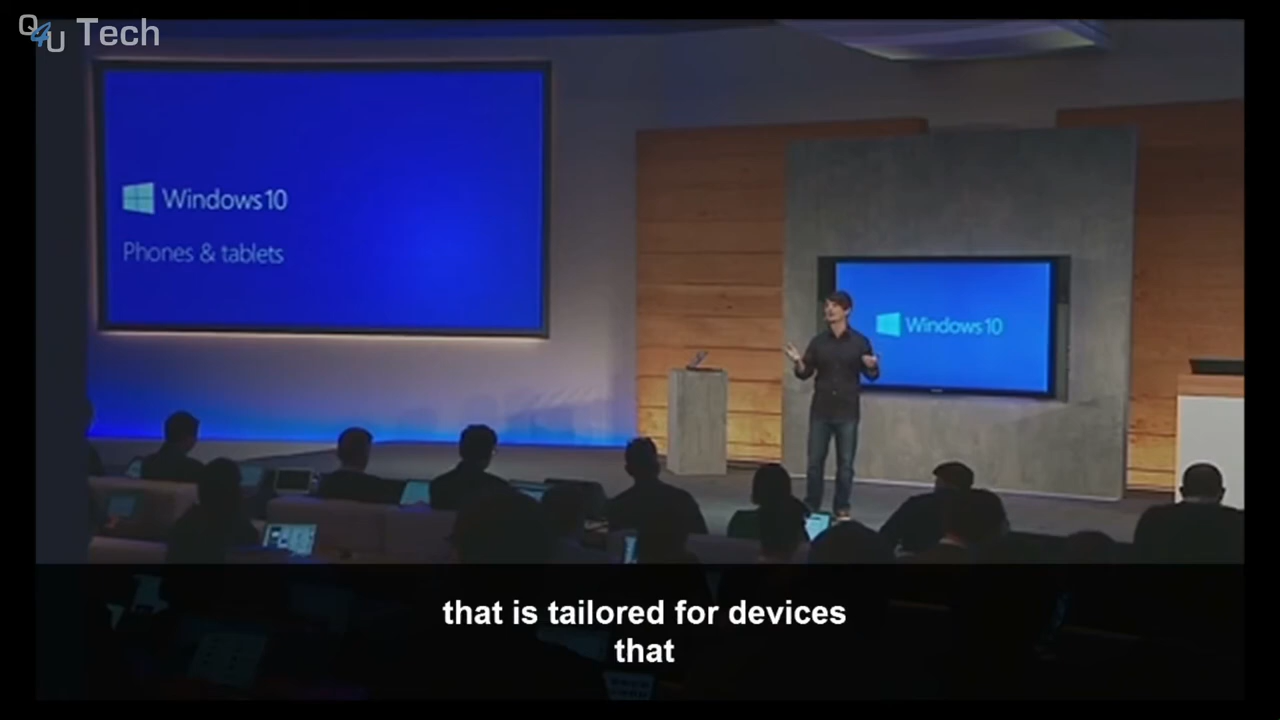 Q4U Tech
Windows 10
Phones & tablets
Windows 10
that is tailored for devices
that